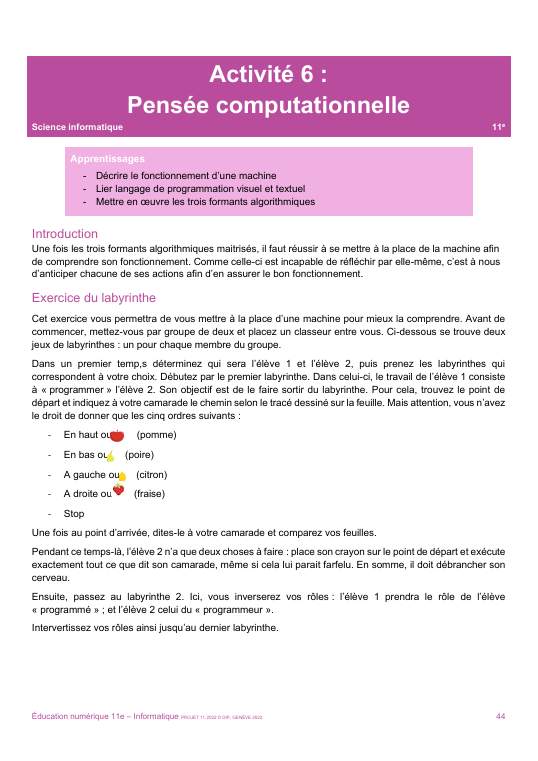 Activité 6 :
Pensée computationnelle
Science informatique 11e
Apprentissages
- Décrire le fonctionnement d'une machine
- Lier langage de programmation visuel et textuel
- Mettre en œuvre les trois formants algorithmiques
Introduction
Une fois les trois formants algorithmiques maitrisés, il faut réussir à se mettre à la place de la machine afin
de comprendre son fonctionnement. Comme celle-ci est incapable de réfléchir par elle-même, c'est à nous
d'anticiper chacune de ses actions afin d'en assurer le bon fonctionnement.
Exercice du labyrinthe
Cet exercice vous permettra de vous mettre à la place d'une machine pour mieux la comprendre. Avant de
commencer, mettez-vous par groupe de deux et placez un classeur entre vous. Ci-dessous se trouve deux
jeux de labyrinthes : un pour chaque membre du groupe.
Dans un premier temp,s déterminez qui sera l'élève 1 et l'élève 2, puis prenez les labyrinthes qui
correspondent à votre choix. Débutez par le premier labyrinthe. Dans celui-ci, le travail de l'élève 1 consiste
à « programmer » l'élève 2. Son objectif est de le faire sortir du labyrinthe. Pour cela, trouvez le point de
départ et indiquez à votre camarade le chemin selon le tracé dessiné sur la feuille. Mais attention, vous n'avez
le droit de donner que les cinq ordres suivants :
- En haut ou (pomme)
- En bas ou (poire)
- A gauche ou (citron)
- A droite ou (fraise)
- Stop
Une fois au point d'arrivée, dites-le à votre camarade et comparez vos feuilles.
Pendant ce temps-là, l'élève 2 n'a que deux choses à faire : place son crayon sur le point de départ et exécute
exactement tout ce que dit son camarade, même si cela lui parait farfelu. En somme, il doit débrancher son
cerveau.
Ensuite, passez au labyrinthe 2. Ici, vous inverserez vos rôles : l'élève 1 prendra le rôle de l'élève
« programmé » ; et l'élève 2 celui du « programmeur ».
Intervertissez vos rôles ainsi jusqu'au dernier labyrinthe.
Éducation numérique 11e – Informatique PROJET 11.2022 © DIP, GENÈVE 2022 44